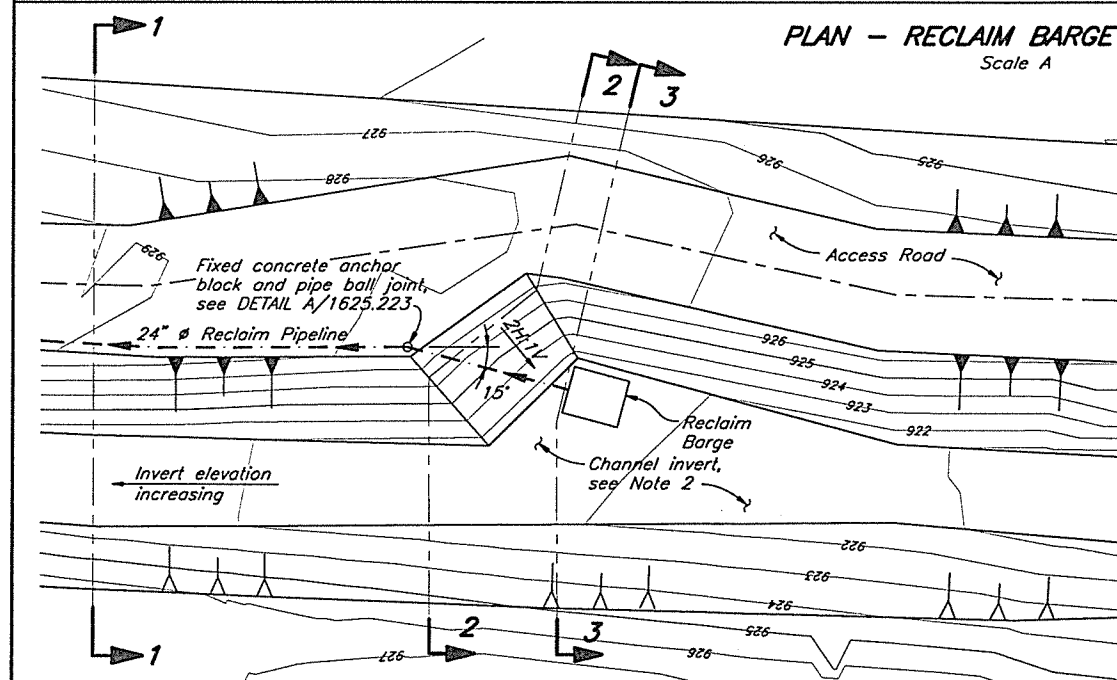 PLAN – RECLAIM BARGE
Scale A
1
2
3
927
926
925
928
929
Access Road
Fixed concrete anchor
block and pipe ball joint,
see DETAIL A/1625.223
24" ø Reclaim Pipeline
2H:1V
15°
926
925
924
923
922
Reclaim
Barge
Channel invert,
see Note 2
Invert elevation
increasing
922
923
924
925
926
927
1
2
3